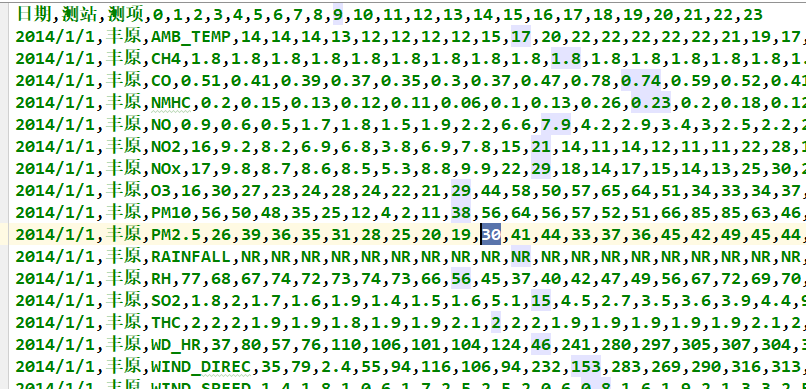 日期,测站,测项,0,1,2,3,4,5,6,7,8,9,10,11,12,13,14,15,16,17,18,19,20,21,22,23
2014/1/1,丰原,AMB_TEMP,14,14,14,13,12,12,12,12,15,17,20,22,22,22,22,22,21,19,17,
2014/1/1,丰原,CH4,1.8,1.8,1.8,1.8,1.8,1.8,1.8,1.8,1.8,1.8,1.8,1.8,1.8,1.8,1.
2014/1/1,丰原,CO,0.51,0.41,0.39,0.37,0.35,0.3,0.37,0.47,0.78,0.74,0.59,0.52,0.41
2014/1/1,丰原,NMHC,0.2,0.15,0.13,0.12,0.11,0.06,0.1,0.13,0.26,0.23,0.2,0.18,0.12
2014/1/1,丰原,NO,0.9,0.6,0.5,1.7,1.8,1.5,1.9,2.2,6.6,7.9,4.2,2.9,3.4,3,2.5,2.2,2
2014/1/1,丰原,NO2,16,9.2,8.2,6.9,6.8,3.8,6.9,7.8,15,21,14,11,14,12,11,11,22,28,1
2014/1/1,丰原,NOx,17,9.8,8.7,8.6,8.5,5.3,8.8,9.9,22,29,18,14,17,15,14,13,25,30,2
2014/1/1,丰原,O3,16,30,27,23,24,28,24,22,21,29,44,58,50,57,65,64,51,34,33,34,37,
2014/1/1,丰原,PM10,56,50,48,35,25,12,4,2,11,38,56,64,56,57,52,51,66,85,85,63,46,
2014/1/1,丰原,PM2.5,26,39,36,35,31,28,25,20,19,30,41,44,33,37,36,45,42,49,45,44,
2014/1/1,丰原,RAINFALL,NR,NR,NR,NR,NR,NR,NR,NR,NR,NR,NR,NR,NR,NR,NR,NR,NR
2014/1/1,丰原,RH,77,68,67,74,72,73,74,73,66,56,45,37,40,42,47,49,56,67,72,69,70,
2014/1/1,丰原,SO2,1.8,2,1.7,1.6,1.9,1.4,1.5,1.6,5.1,15,4.5,2.7,3.5,3.6,3.9,4.4,
2014/1/1,丰原,THC,2,2,2,1.9,1.9,1.8,1.9,1.9,2.1,2,2,2,1.9,1.9,1.9,1.9,1.9,2.1,2,
2014/1/1,丰原,WD_HR,37,80,57,76,110,106,101,104,124,46,241,280,297,305,307,304,3
2014/1/1,丰原,WIND_DIREC,35,79,2.4,55,94,116,106,94,232,153,283,269,290,316,313
2014/1/1,丰原,WIND_SPEED,1.4,1.8,1,0.6,1.7,2.5,2.5,2,0.6,